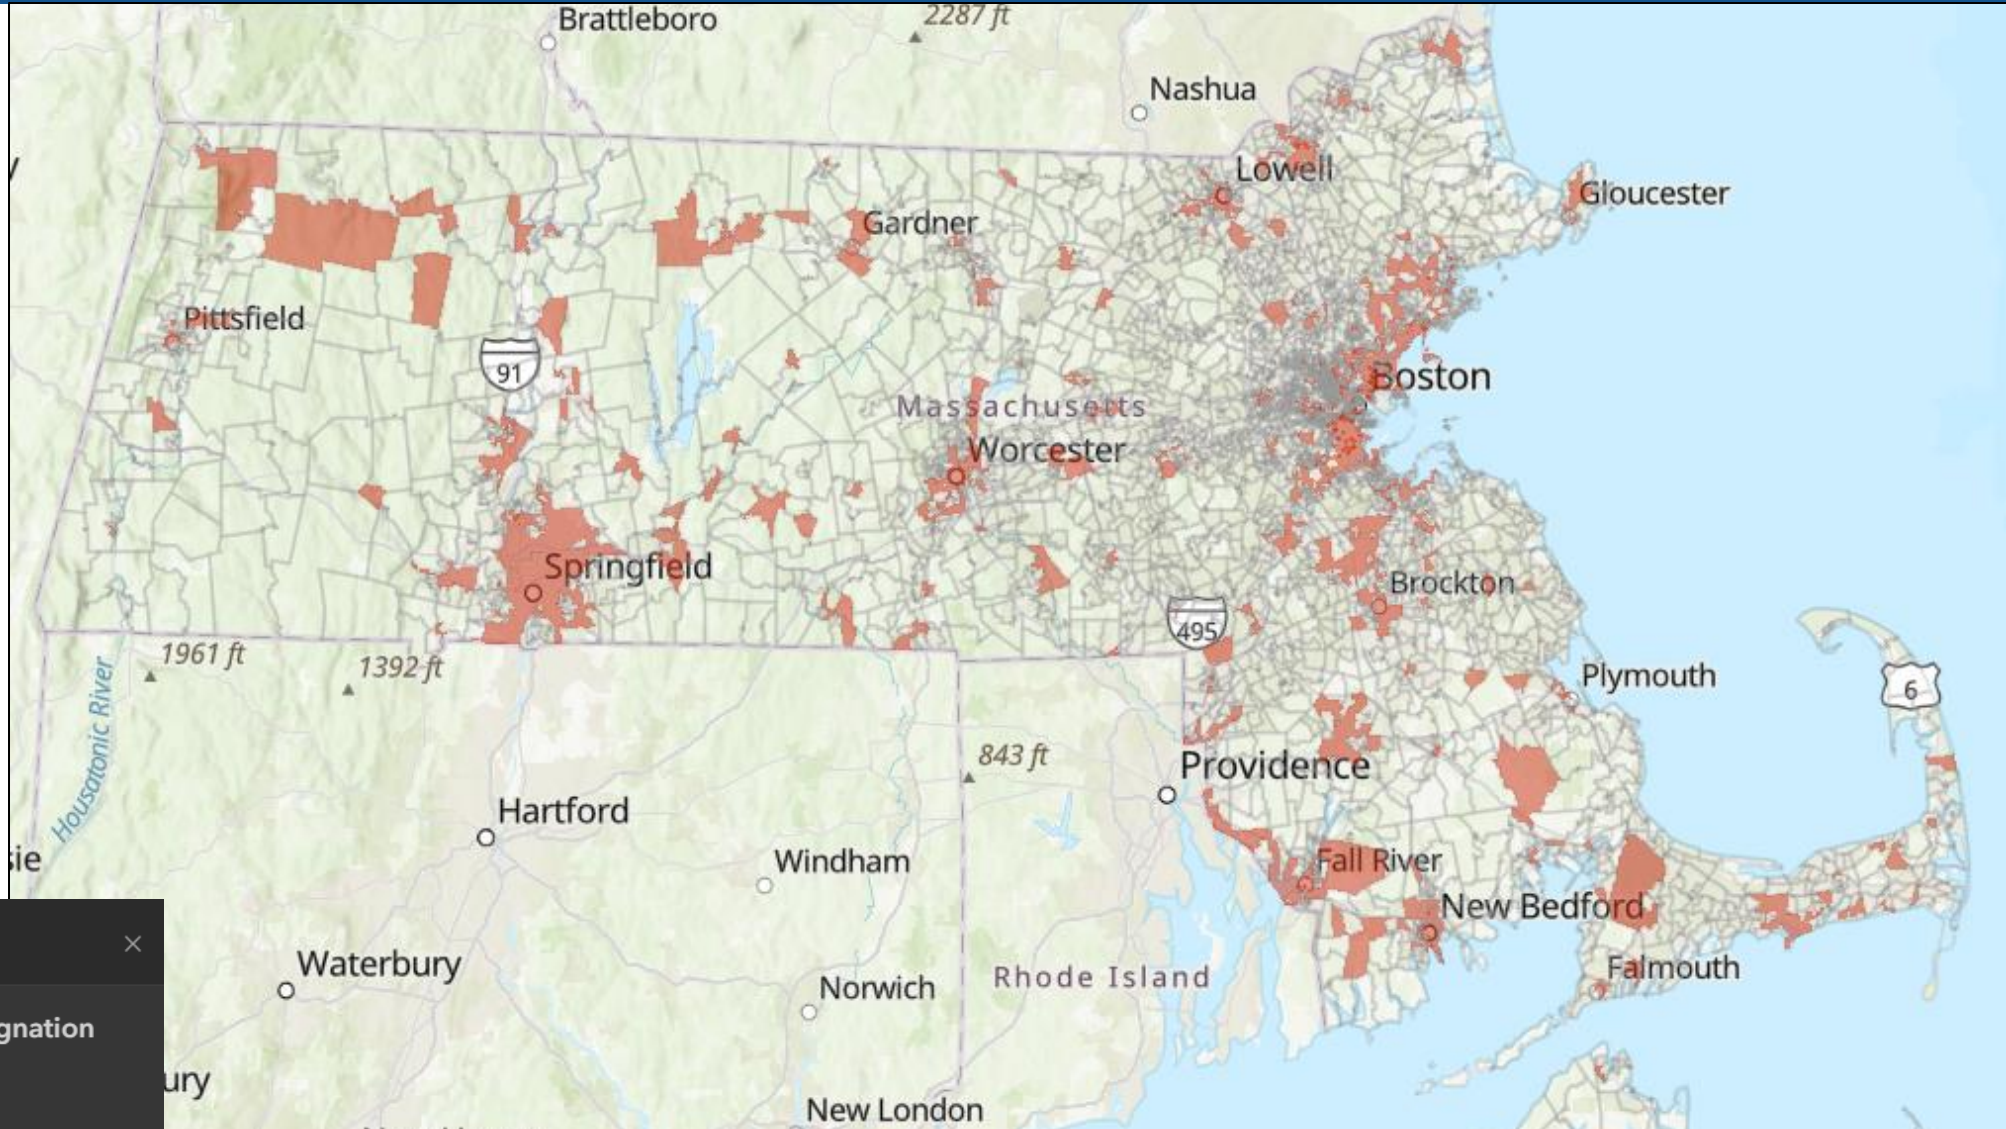 Brattleboro
2287 ft
Nashua
Lowell
Gloucester
Gardner
Pittsfield
91
Boston
Massachusetts
Worcester
Springfield
Brockton
495
1961 ft
1392 ft
Plymouth
6
Housatonic River
843 ft
Providence
Hartford
Fall River
sie
Windham
New Bedford
Waterbury
Falmouth
Norwich
Rhode Island
gnation
ury
New London